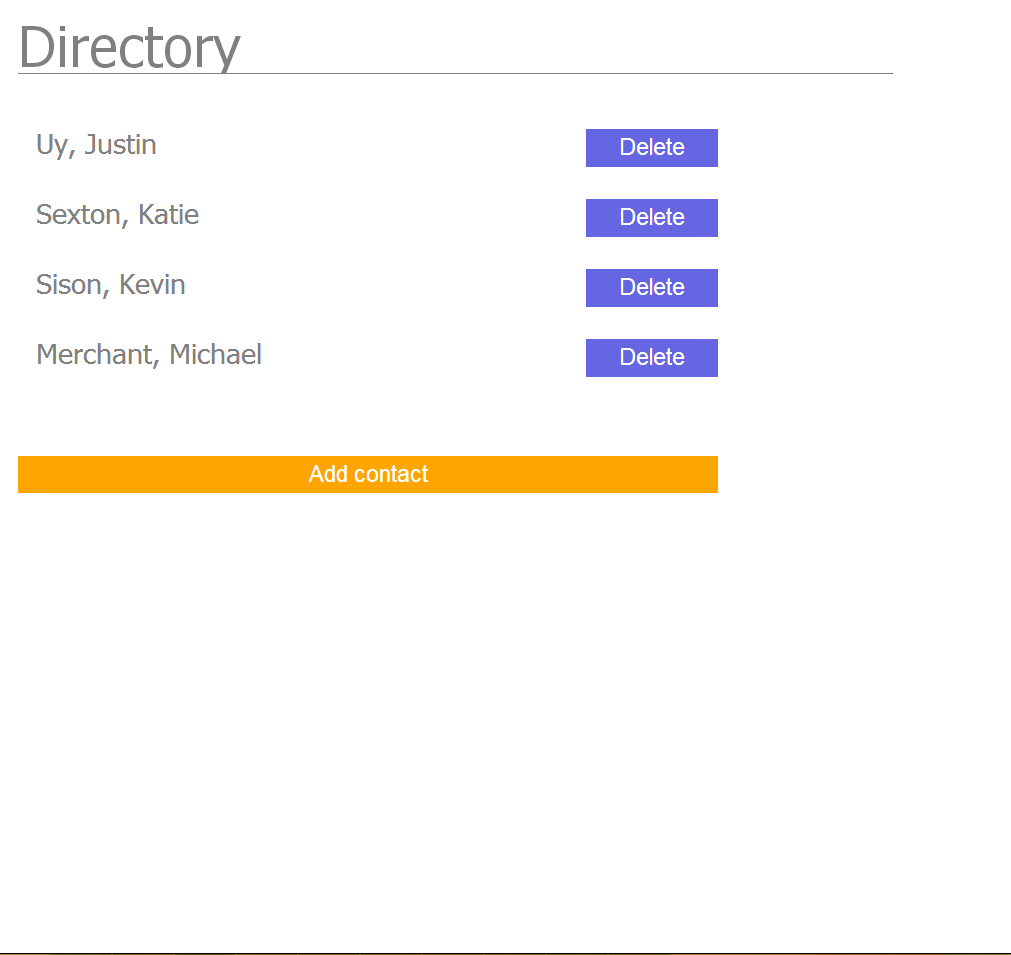 Directory
Uy, Justin Delete
Sexton, Katie Delete
Sison, Kevin Delete
Merchant, Michael Delete
Add contact